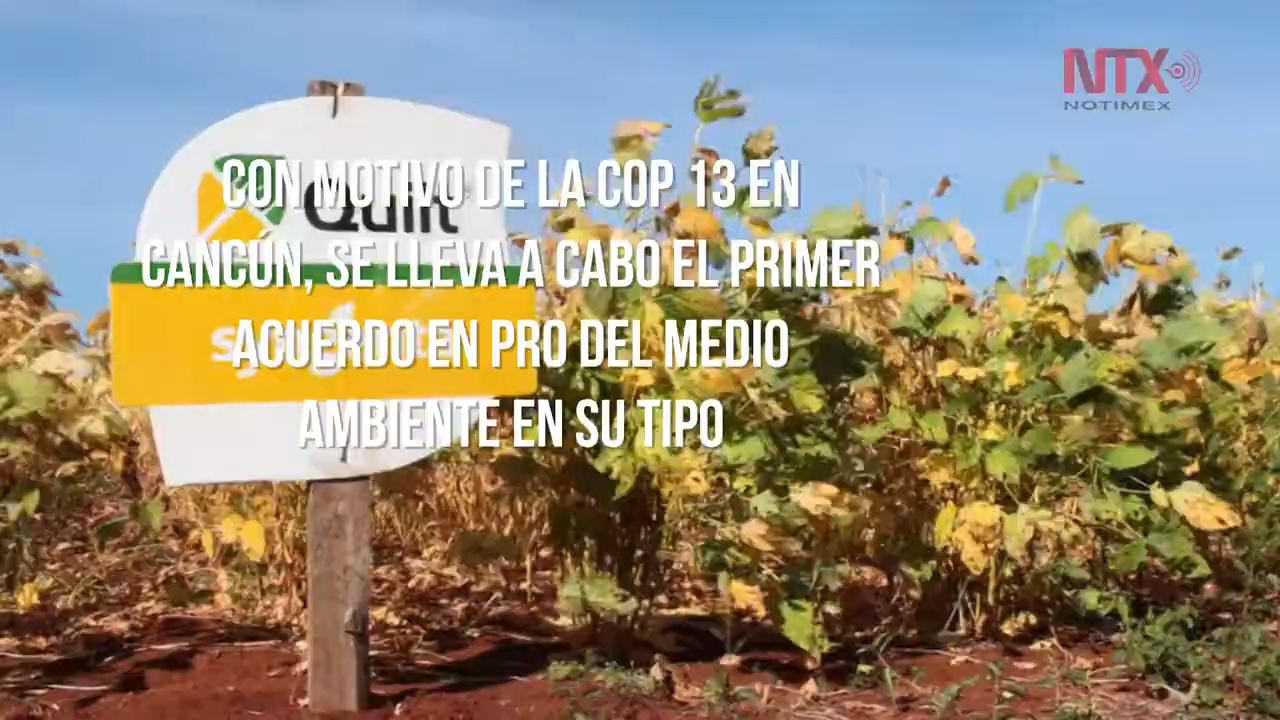 NTX
NOTIMEX
Quilt
CON MOTIVO DE LA COP 13 EN
CANCÚN, SE LLEVA A CABO EL PRIMER
ACUERDO EN PRO DEL MEDIO
AMBIENTE EN SU TIPO